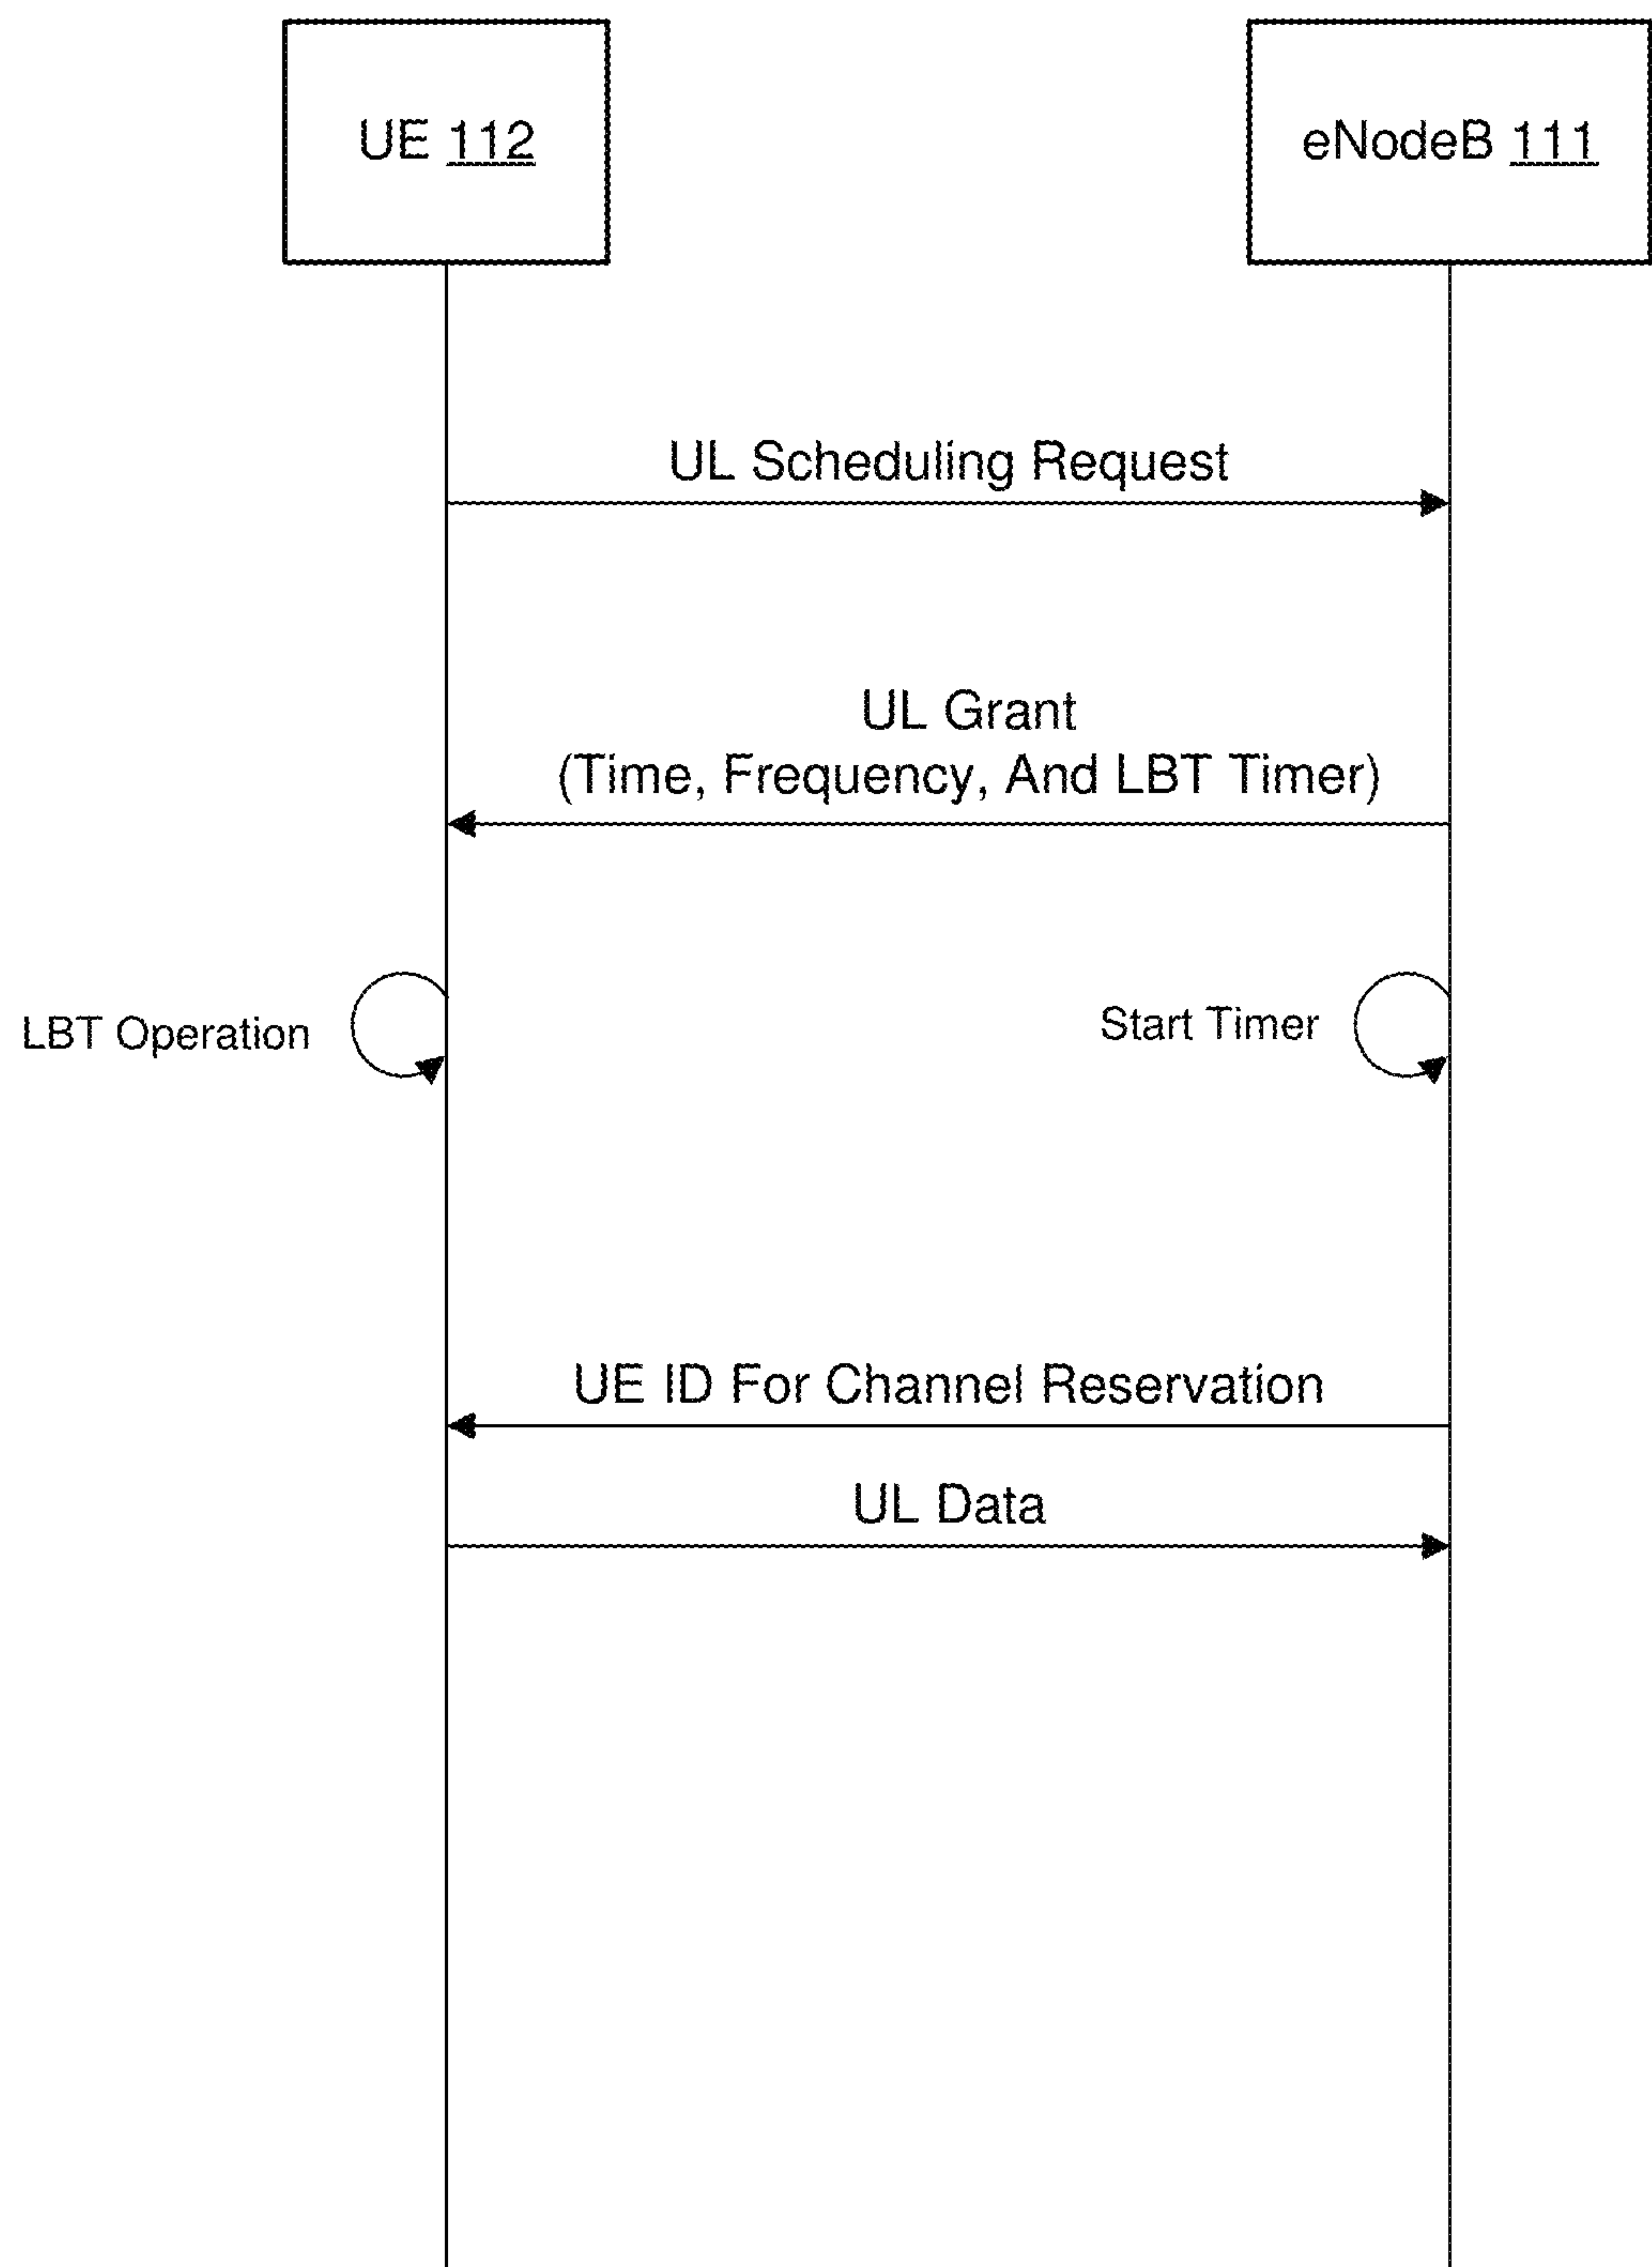 UE 112
eNodeB 111
UL Scheduling Request
UL Grant
(Time, Frequency, And LBT Timer)
LBT Operation
Start Timer
UE ID For Channel Reservation
UL Data